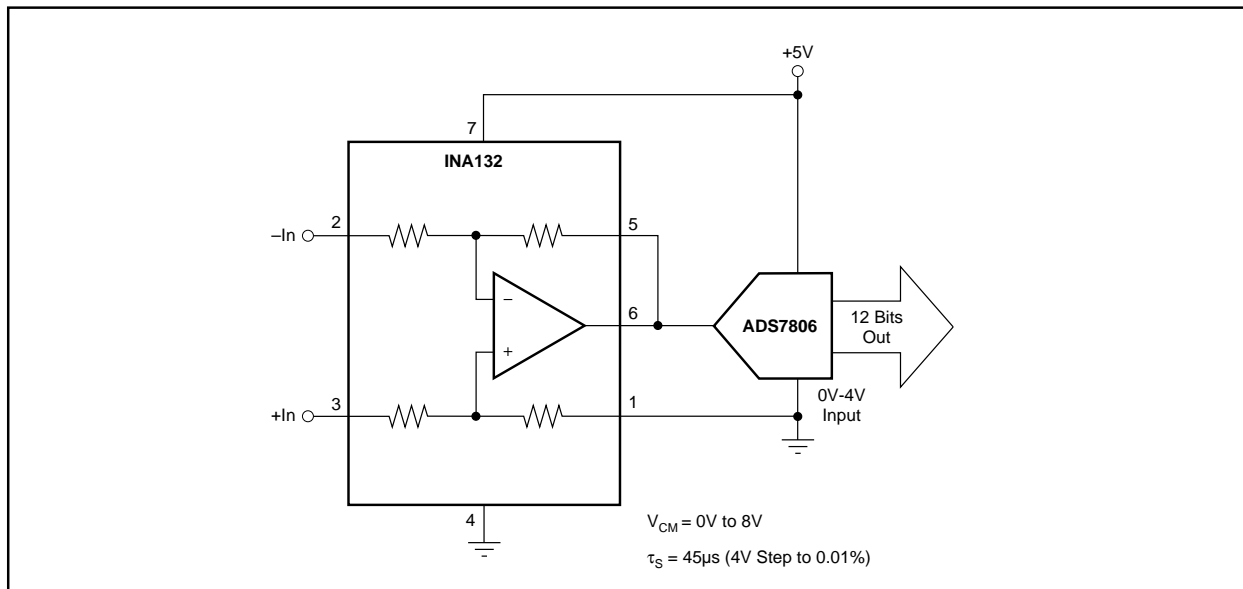 +5V
7
INA132
2
5
–In
−
6
ADS7806
12 Bits
Out
+
3
1
+In
0V-4V
Input
4
V_CM = 0V to 8V
τ_S = 45µs (4V Step to 0.01%)